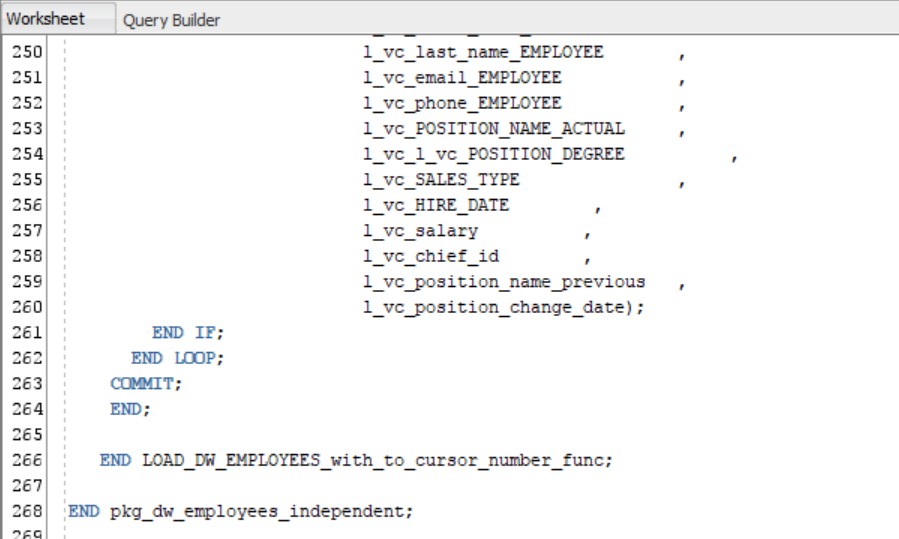 Worksheet Query Builder
250 l_vc_last_name_EMPLOYEE ,
251 l_vc_email_EMPLOYEE ,
252 l_vc_phone_EMPLOYEE ,
253 l_vc_POSITION_NAME_ACTUAL ,
254 l_vc_l_vc_POSITION_DEGREE ,
255 l_vc_SALES_TYPE ,
256 l_vc_HIRE_DATE ,
257 l_vc_salary ,
258 l_vc_chief_id ,
259 l_vc_position_name_previous ,
260 l_vc_position_change_date);
261 END IF;
262 END LOOP;
263 COMMIT;
264 END;
265
266 END LOAD_DW_EMPLOYEES_with_to_cursor_number_func;
267
268 END pkg_dw_employees_independent;
269